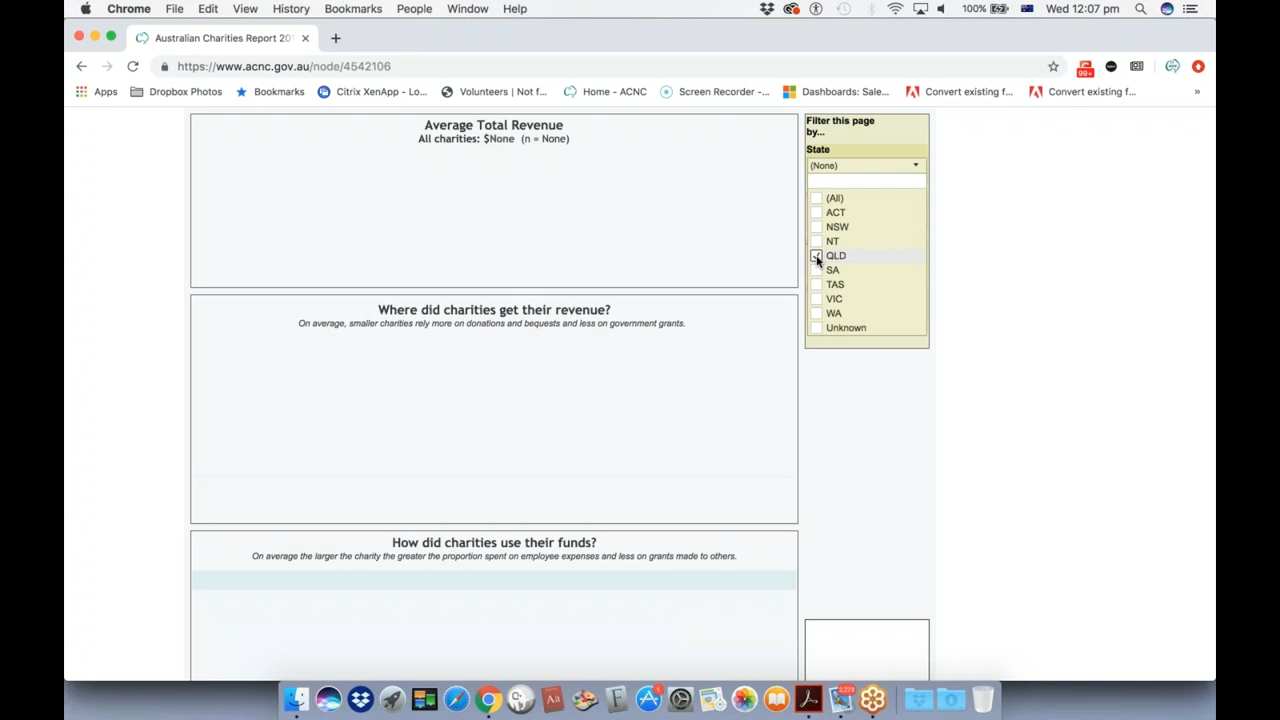 Chrome File Edit View History Bookmarks People Window Help 100% Wed 12:07 pm
Australian Charities Report 20
https://www.acnc.gov.au/node/4542106
99+
Apps Dropbox Photos Bookmarks Citrix XenApp - Lo... Volunteers | Not f... Home - ACNC Screen Recorder -... Dashboards: Sale... Convert existing f... Convert existing f... »
Average Total Revenue
All charities: $None (n = None)
Where did charities get their revenue?
On average, smaller charities rely more on donations and bequests and less on government grants.
How did charities use their funds?
On average the larger the charity the greater the proportion spent on employee expenses and less on grants made to others.
Filter this page
by...
State
(None)
(All)
ACT
NSW
NT
QLD
SA
TAS
VIC
WA
Unknown